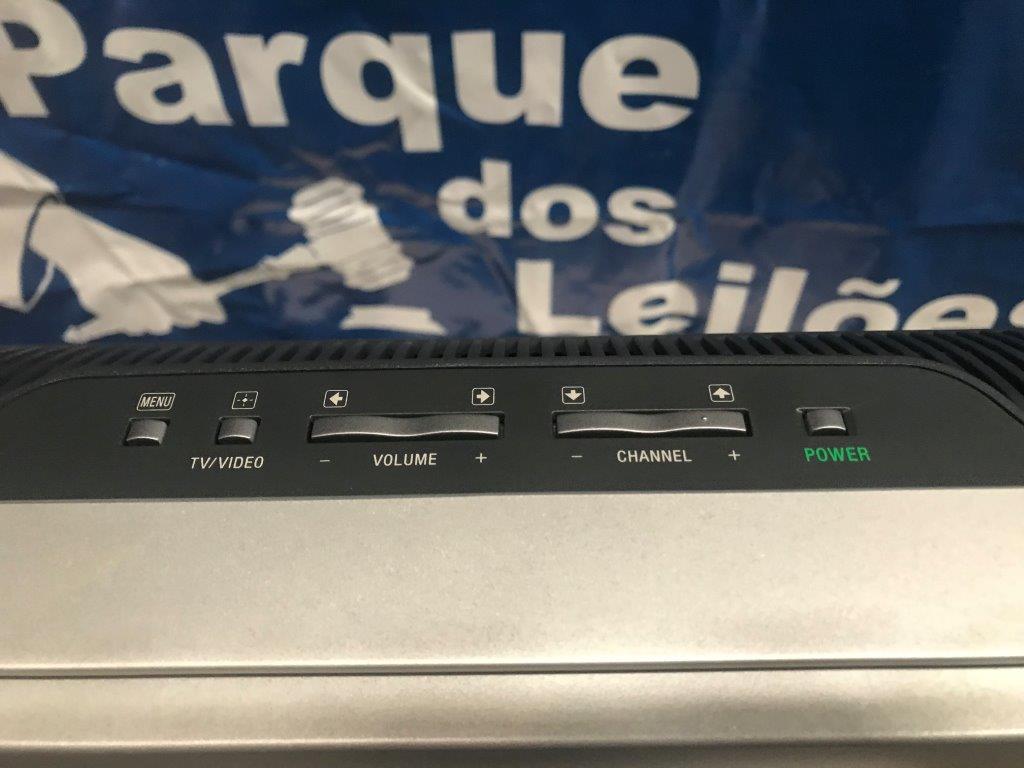 Parque
dos
Leilões
MENU
TV/VIDEO
− VOLUME +
− CHANNEL +
POWER